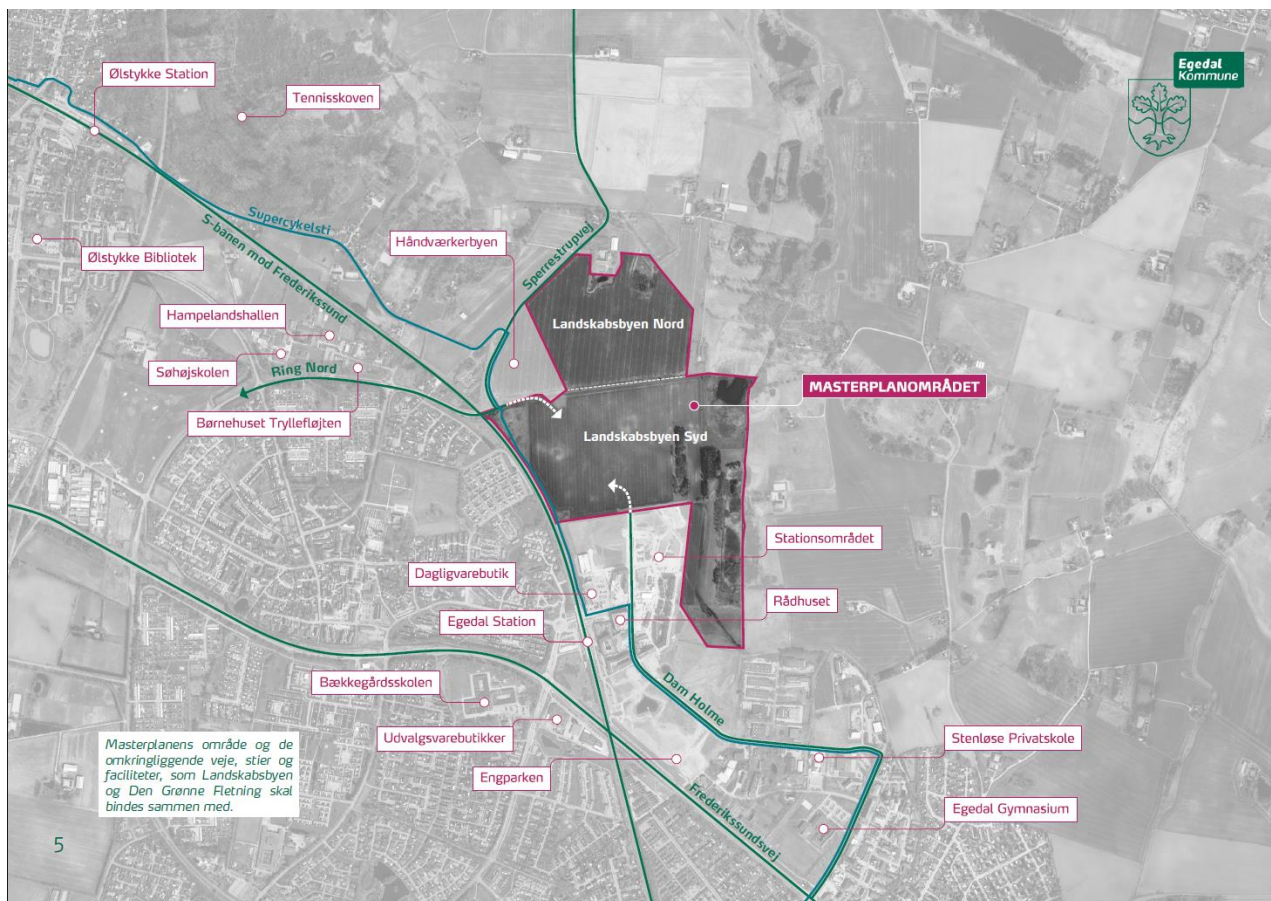 Egedal
Kommune
Ølstykke Station
Tennisskoven
Supercykelsti
S-banen mod Frederikssund
Håndværkerbyen
Sperrestrupvej
Ølstykke Bibliotek
Hampelandshallen
Landskabsbyen Nord
Søhøjskolen
Ring Nord
MASTERPLANOMRÅDET
Børnehuset Tryllefløjten
Landskabsbyen Syd
Stationsområdet
Dagligvarebutik
Rådhuset
Egedal Station
Bækkegårdsskolen
Dam Holme
Udvalgsvarebutikker
Stenløse Privatskole
Engparken
Frederikssundsvej
Egedal Gymnasium
Masterplanens område og de
omkringliggende veje, stier og
faciliteter, som Landskabsbyen
og Den Grønne Fletning skal
bindes sammen med.
5